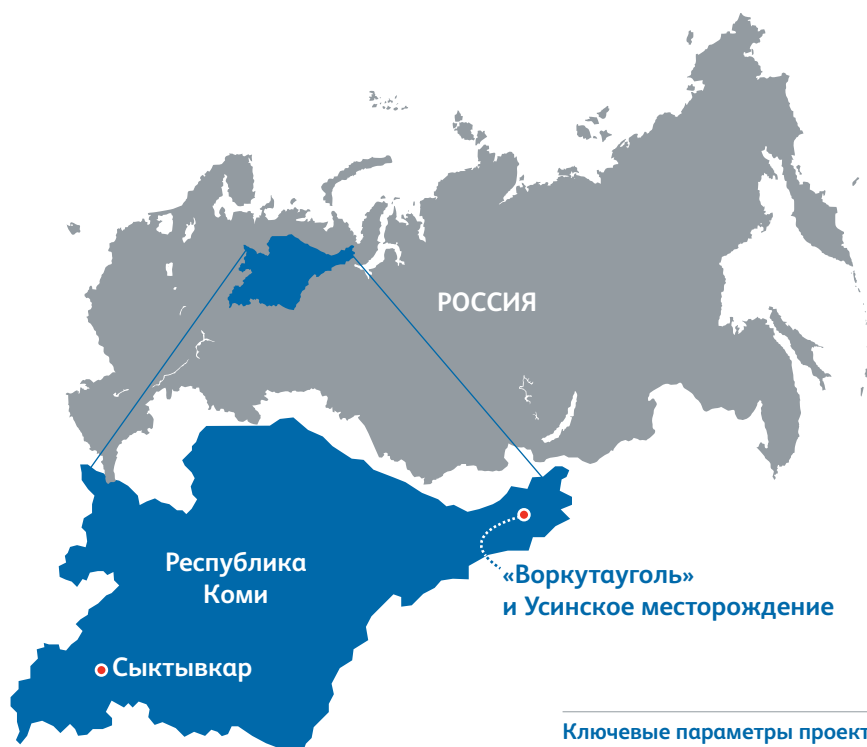 РОССИЯ
Республика
Коми
«Воркутауголь»
и Усинское месторождение
Сыктывкар
Ключевые параметры проект